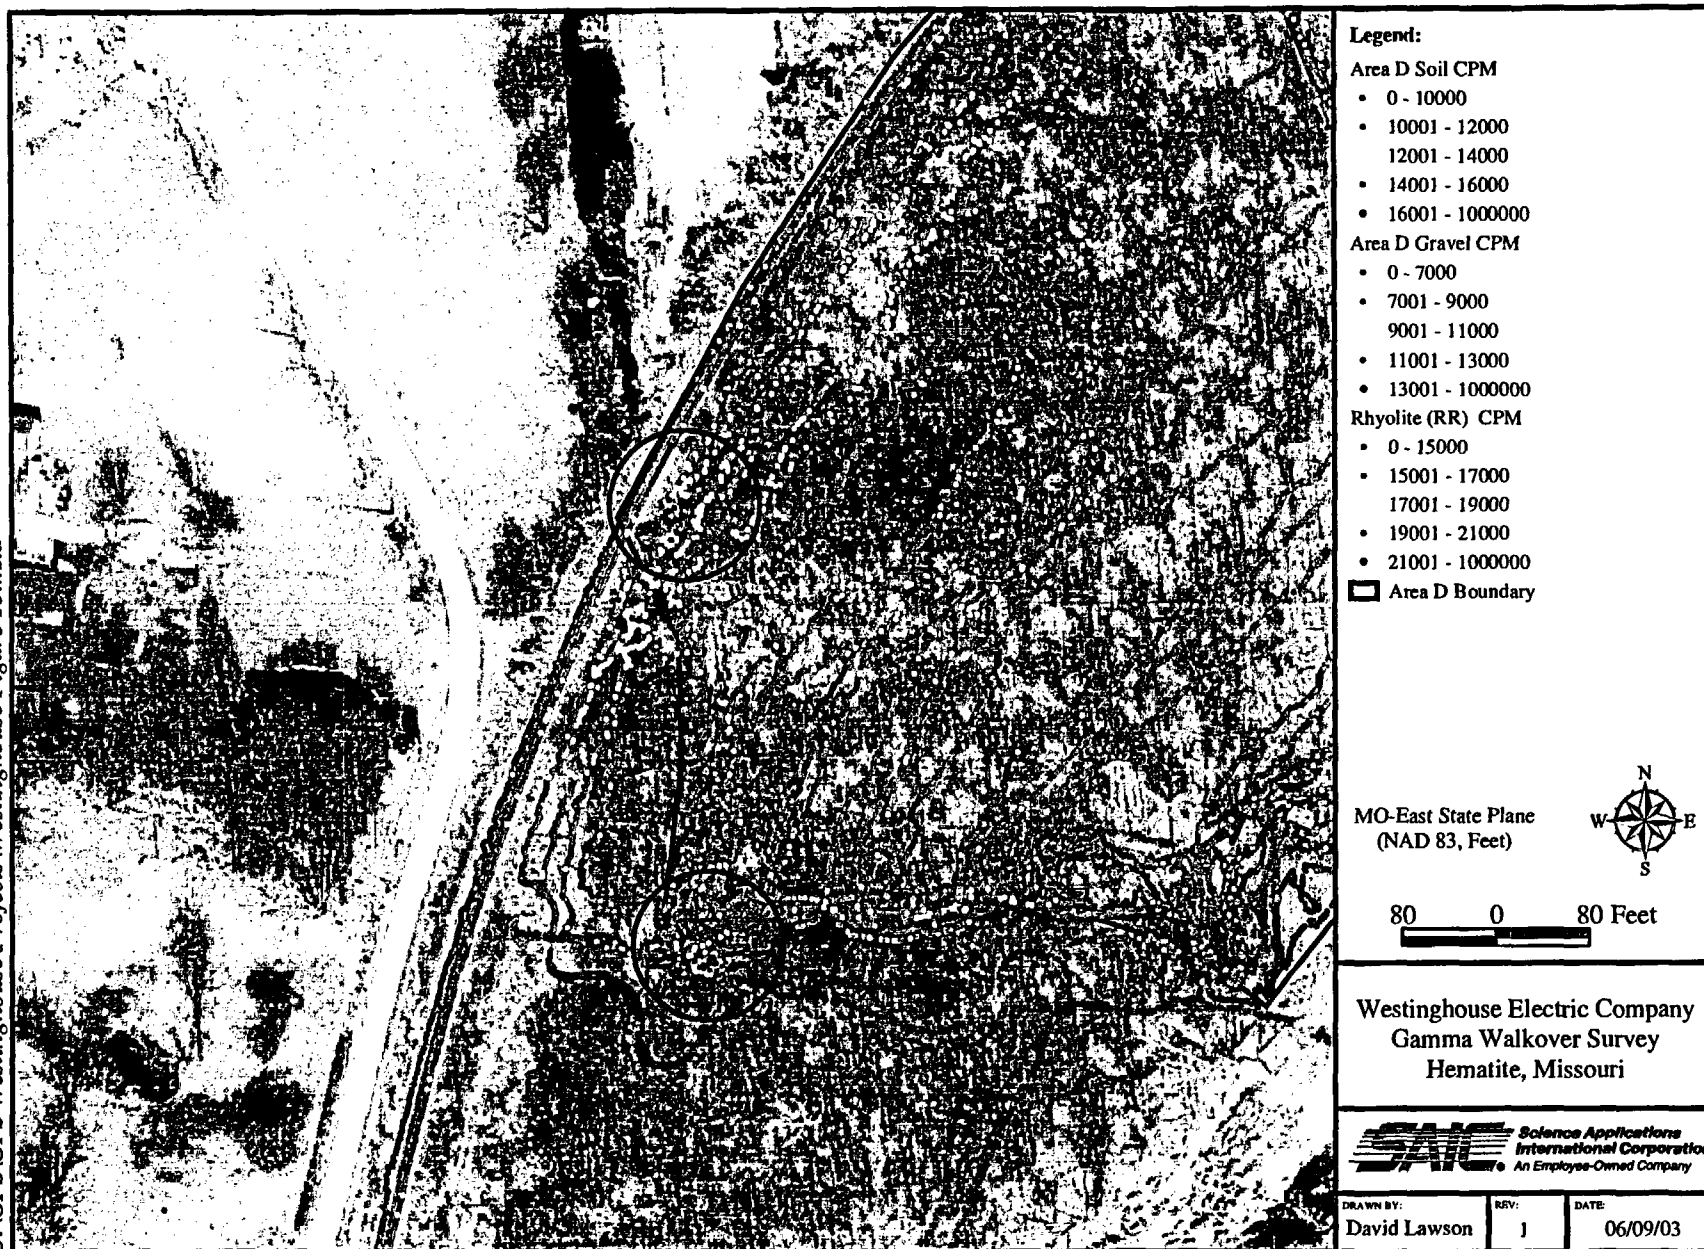 Legend:
Area D Soil CPM
• 0 - 10000
• 10001 - 12000
12001 - 14000
• 14001 - 16000
• 16001 - 1000000
Area D Gravel CPM
• 0 - 7000
• 7001 - 9000
9001 - 11000
• 11001 - 13000
• 13001 - 1000000
Rhyolite (RR) CPM
• 0 - 15000
• 15001 - 17000
17001 - 19000
• 19001 - 21000
• 21001 - 1000000
Area D Boundary
MO-East State Plane
(NAD 83, Feet)
N
W E
S
80 0 80 Feet
Westinghouse Electric Company
Gamma Walkover Survey
Hematite, Missouri
SAIC
Science Applications
International Corporation
An Employee-Owned Company
DRAWN BY: REV: DATE:
David Lawson 1 06/09/03